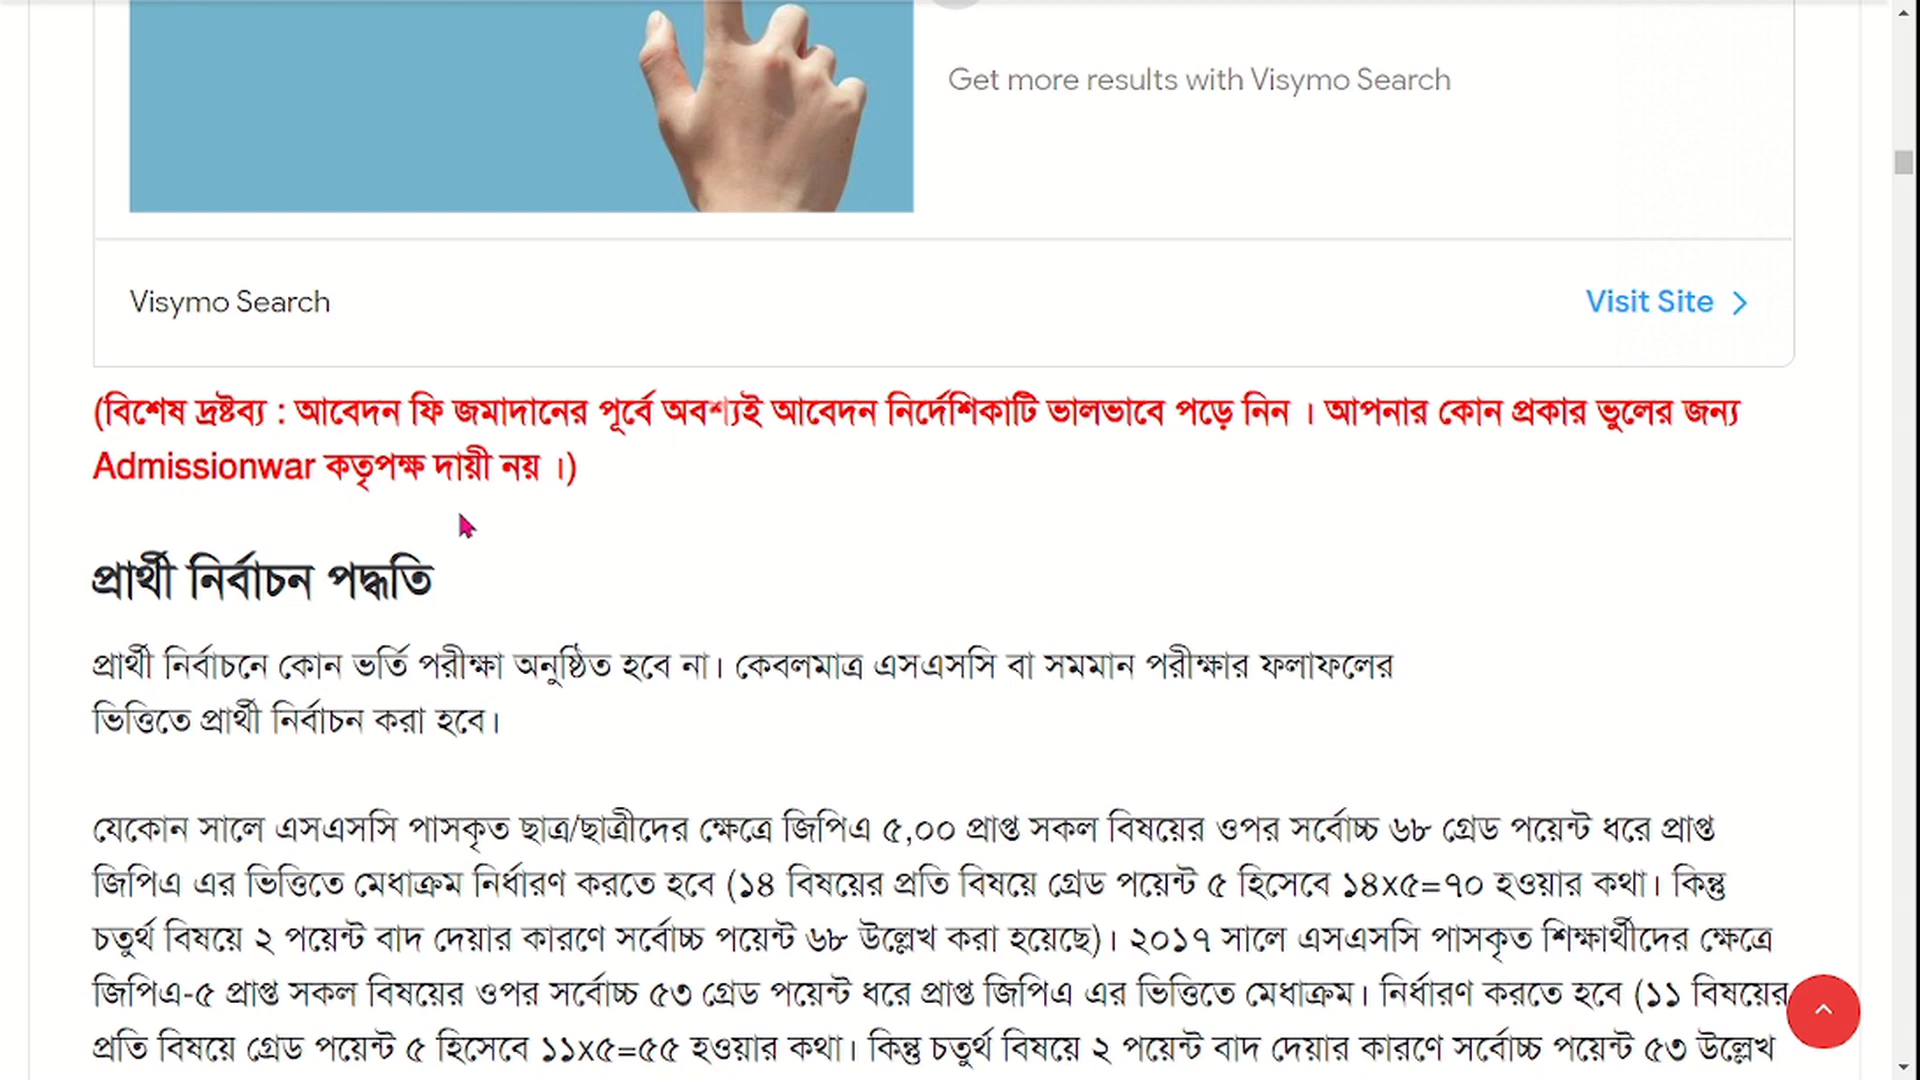 Get more results with Visymo Search
Visymo Search
Visit Site
(বিশেষ দ্রষ্টব্য : আবেদন ফি জমাদানের পূর্বে অবশ্যই আবেদন নির্দেশিকাটি ভালভাবে পড়ে নিন । আপনার কোন প্রকার ভুলের জন্য
Admissionwar কতৃপক্ষ দায়ী নয় ।)
প্রার্থী নির্বাচন পদ্ধতি
প্রার্থী নির্বাচনে কোন ভর্তি পরীক্ষা অনুষ্ঠিত হবে না। কেবলমাত্র এসএসসি বা সমমান পরীক্ষার ফলাফলের
ভিত্তিতে প্রার্থী নির্বাচন করা হবে।
যেকোন সালে এসএসসি পাসকৃত ছাত্র/ছাত্রীদের ক্ষেত্রে জিপিএ ৫,০০ প্রাপ্ত সকল বিষয়ের ওপর সর্বোচ্চ ৬৮ গ্রেড পয়েন্ট ধরে প্রাপ্ত
জিপিএ এর ভিত্তিতে মেধাক্রম নির্ধারণ করতে হবে (১৪ বিষয়ের প্রতি বিষয়ে গ্রেড পয়েন্ট ৫ হিসেবে ১৪x৫=৭০ হওয়ার কথা। কিন্তু
চতুর্থ বিষয়ে ২ পয়েন্ট বাদ দেয়ার কারণে সর্বোচ্চ পয়েন্ট ৬৮ উল্লেখ করা হয়েছে)। ২০১৭ সালে এসএসসি পাসকৃত শিক্ষার্থীদের ক্ষেত্রে
জিপিএ-৫ প্রাপ্ত সকল বিষয়ের ওপর সর্বোচ্চ ৫৩ গ্রেড পয়েন্ট ধরে প্রাপ্ত জিপিএ এর ভিত্তিতে মেধাক্রম। নির্ধারণ করতে হবে (১১ বিষয়ের
প্রতি বিষয়ে গ্রেড পয়েন্ট ৫ হিসেবে ১১x৫=৫৫ হওয়ার কথা। কিন্তু চতুর্থ বিষয়ে ২ পয়েন্ট বাদ দেয়ার কারণে সর্বোচ্চ পয়েন্ট ৫৩ উল্লেখ